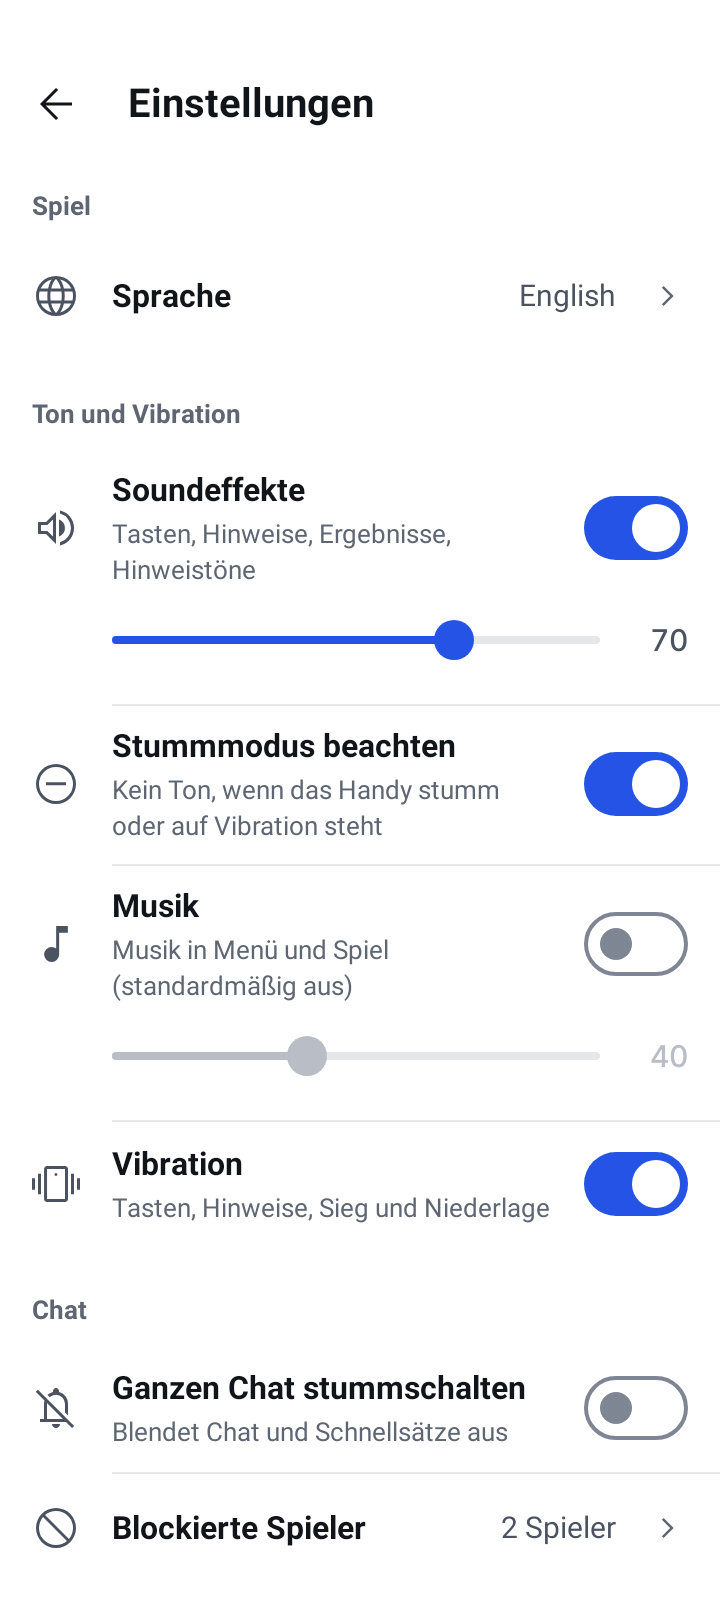 Einstellungen
Spiel
Sprache
English
Ton und Vibration
Soundeffekte
Tasten, Hinweise, Ergebnisse,
Hinweistöne
70
Stummmodus beachten
Kein Ton, wenn das Handy stumm
oder auf Vibration steht
Musik
Musik in Menü und Spiel
(standardmäßig aus)
40
Vibration
Tasten, Hinweise, Sieg und Niederlage
Chat
Ganzen Chat stummschalten
Blendet Chat und Schnellsätze aus
Blockierte Spieler
2 Spieler